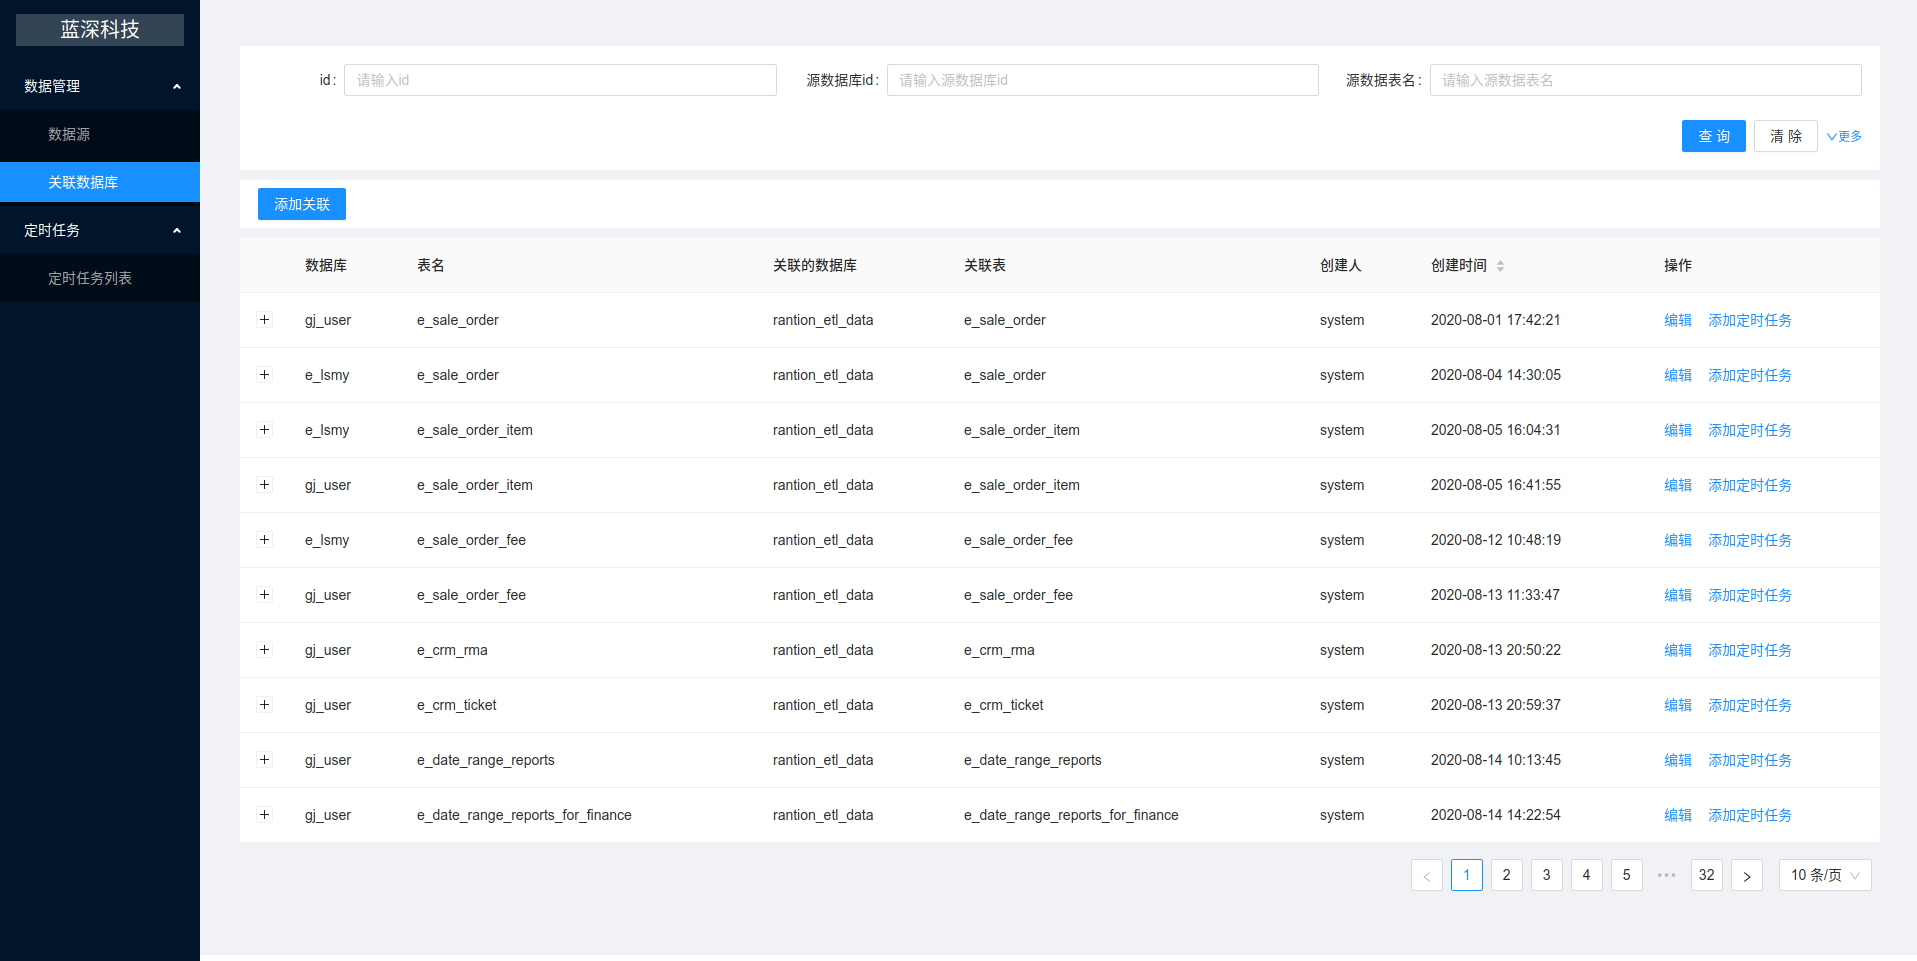 蓝深科技
数据管理
数据源
关联数据库
定时任务
定时任务列表
id: 请输入id 源数据库id: 请输入源数据库id 源数据表名: 请输入源数据表名
查 询 清 除 更多
添加关联
数据库 表名 关联的数据库 关联表 创建人 创建时间 操作
gj_user e_sale_order rantion_etl_data e_sale_order system 2020-08-01 17:42:21 编辑 添加定时任务
e_lsmy e_sale_order rantion_etl_data e_sale_order system 2020-08-04 14:30:05 编辑 添加定时任务
e_lsmy e_sale_order_item rantion_etl_data e_sale_order_item system 2020-08-05 16:04:31 编辑 添加定时任务
gj_user e_sale_order_item rantion_etl_data e_sale_order_item system 2020-08-05 16:41:55 编辑 添加定时任务
e_lsmy e_sale_order_fee rantion_etl_data e_sale_order_fee system 2020-08-12 10:48:19 编辑 添加定时任务
gj_user e_sale_order_fee rantion_etl_data e_sale_order_fee system 2020-08-13 11:33:47 编辑 添加定时任务
gj_user e_crm_rma rantion_etl_data e_crm_rma system 2020-08-13 20:50:22 编辑 添加定时任务
gj_user e_crm_ticket rantion_etl_data e_crm_ticket system 2020-08-13 20:59:37 编辑 添加定时任务
gj_user e_date_range_reports rantion_etl_data e_date_range_reports system 2020-08-14 10:13:45 编辑 添加定时任务
gj_user e_date_range_reports_for_finance rantion_etl_data e_date_range_reports_for_finance system 2020-08-14 14:22:54 编辑 添加定时任务
< 1 2 3 4 5 ••• 32 > 10 条/页